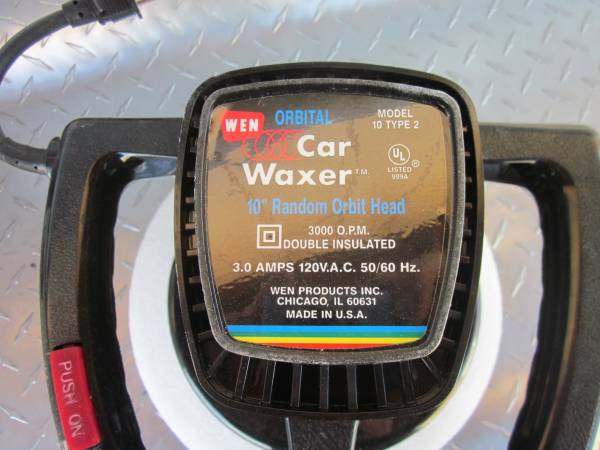 ORBITAL
MODEL
10 TYPE 2
WEN
Car
Waxer T.M.
UL ®
LISTED
999A
10" Random Orbit Head
3000 O.P.M.
DOUBLE INSULATED
3.0 AMPS 120V.A.C. 50/60 Hz.
WEN PRODUCTS INC.
CHICAGO, IL 60631
MADE IN U.S.A.
PUSH ON